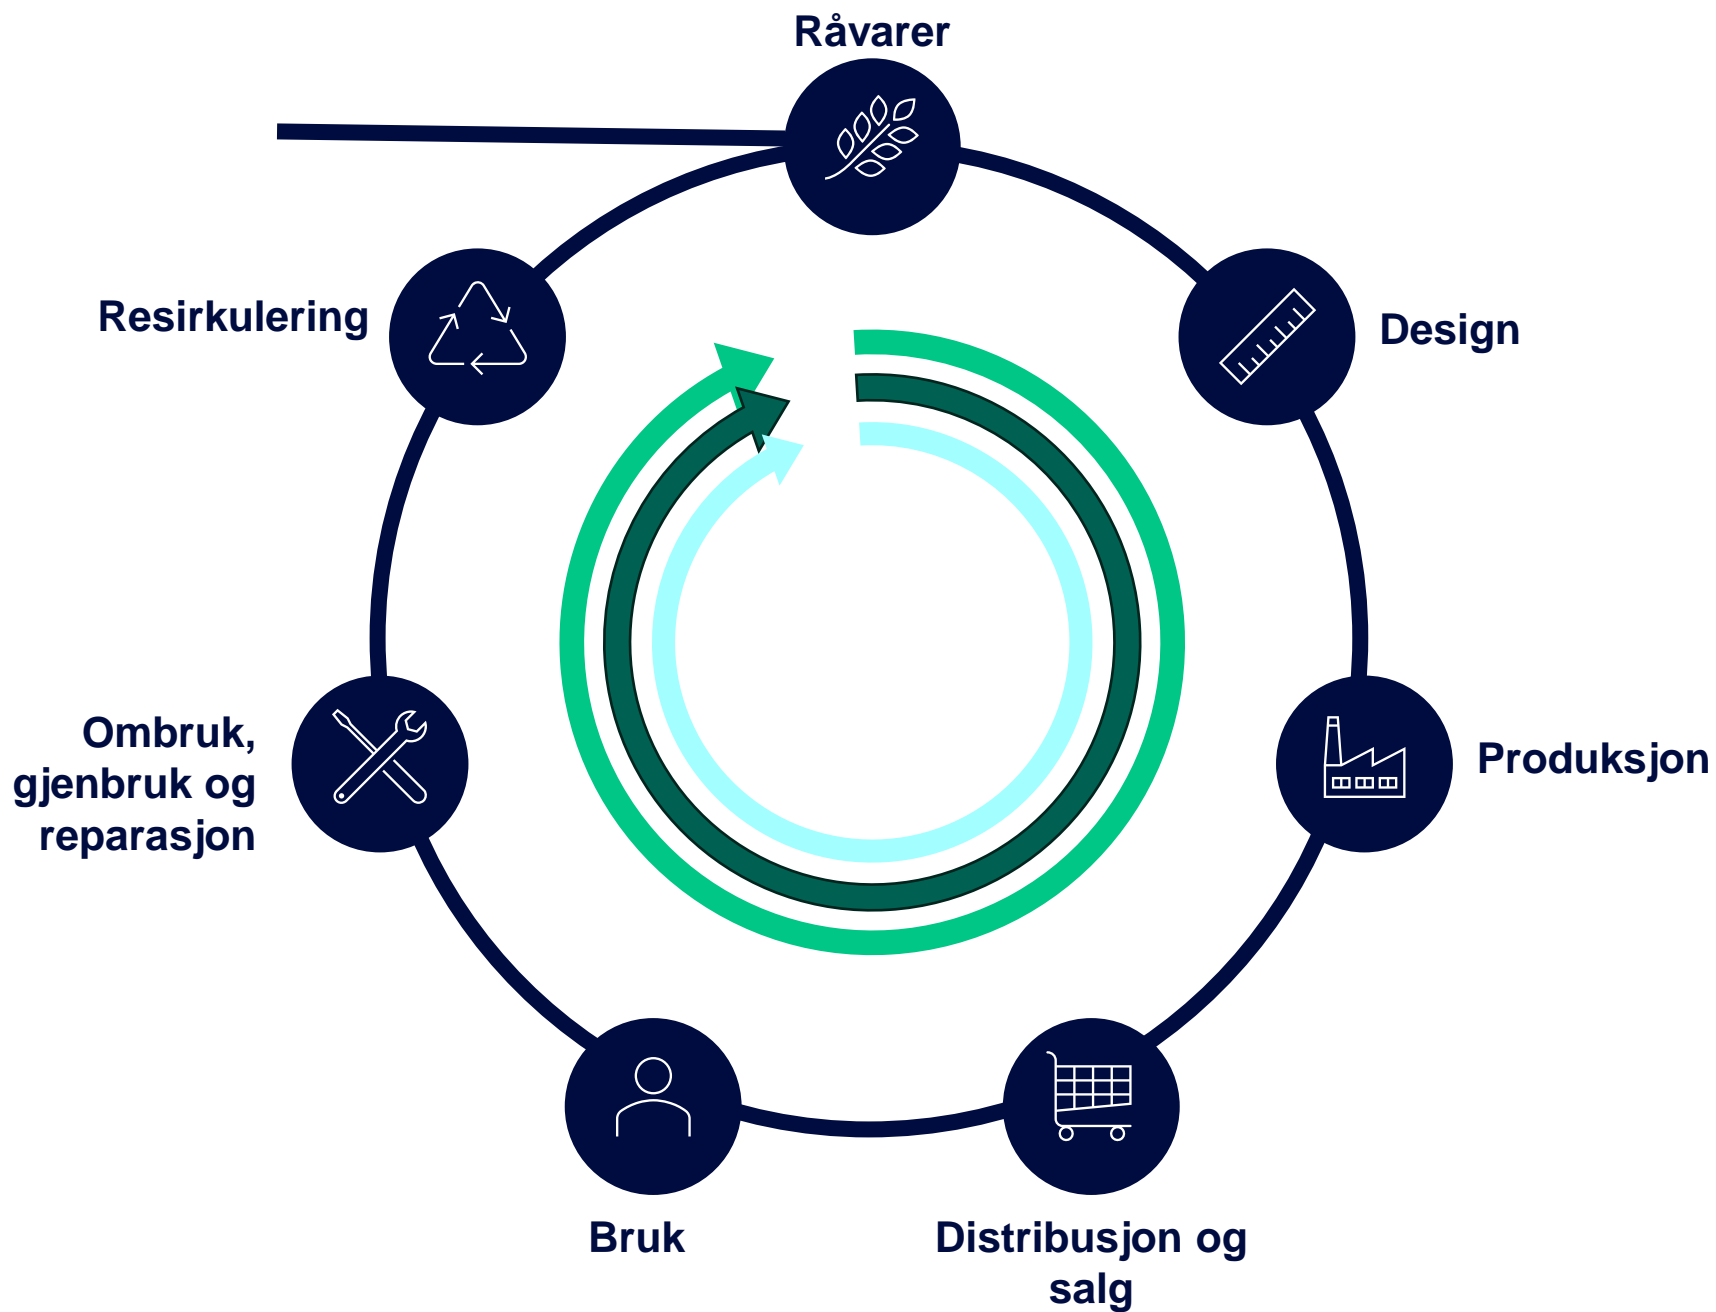 Råvarer
Design
Produksjon
Distribusjon og
salg
Bruk
Ombruk,
gjenbruk og
reparasjon
Resirkulering